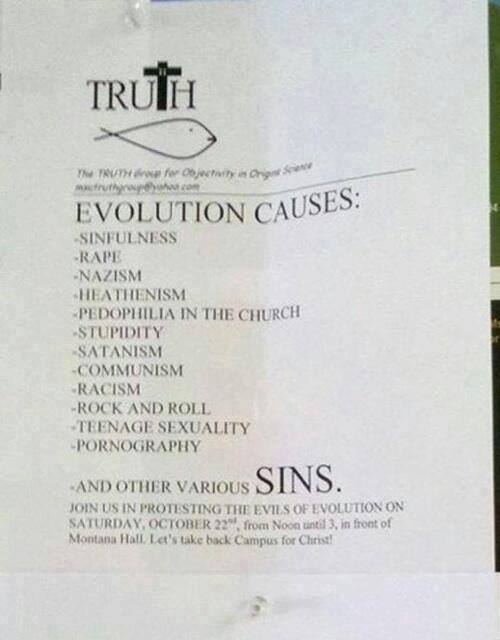 TRUTH
The TRUTH Group for Objectivity in Origins Science
msutruthgroup@yahoo.com
EVOLUTION CAUSES:
-SINFULNESS
-RAPE
-NAZISM
-HEATHENISM
-PEDOPHILIA IN THE CHURCH
-STUPIDITY
-SATANISM
-COMMUNISM
-RACISM
-ROCK AND ROLL
-TEENAGE SEXUALITY
-PORNOGRAPHY
-AND OTHER VARIOUS SINS.
JOIN US IN PROTESTING THE EVILS OF EVOLUTION ON
SATURDAY, OCTOBER 22nd, from Noon until 3, in front of
Montana Hall. Let's take back Campus for Christ!